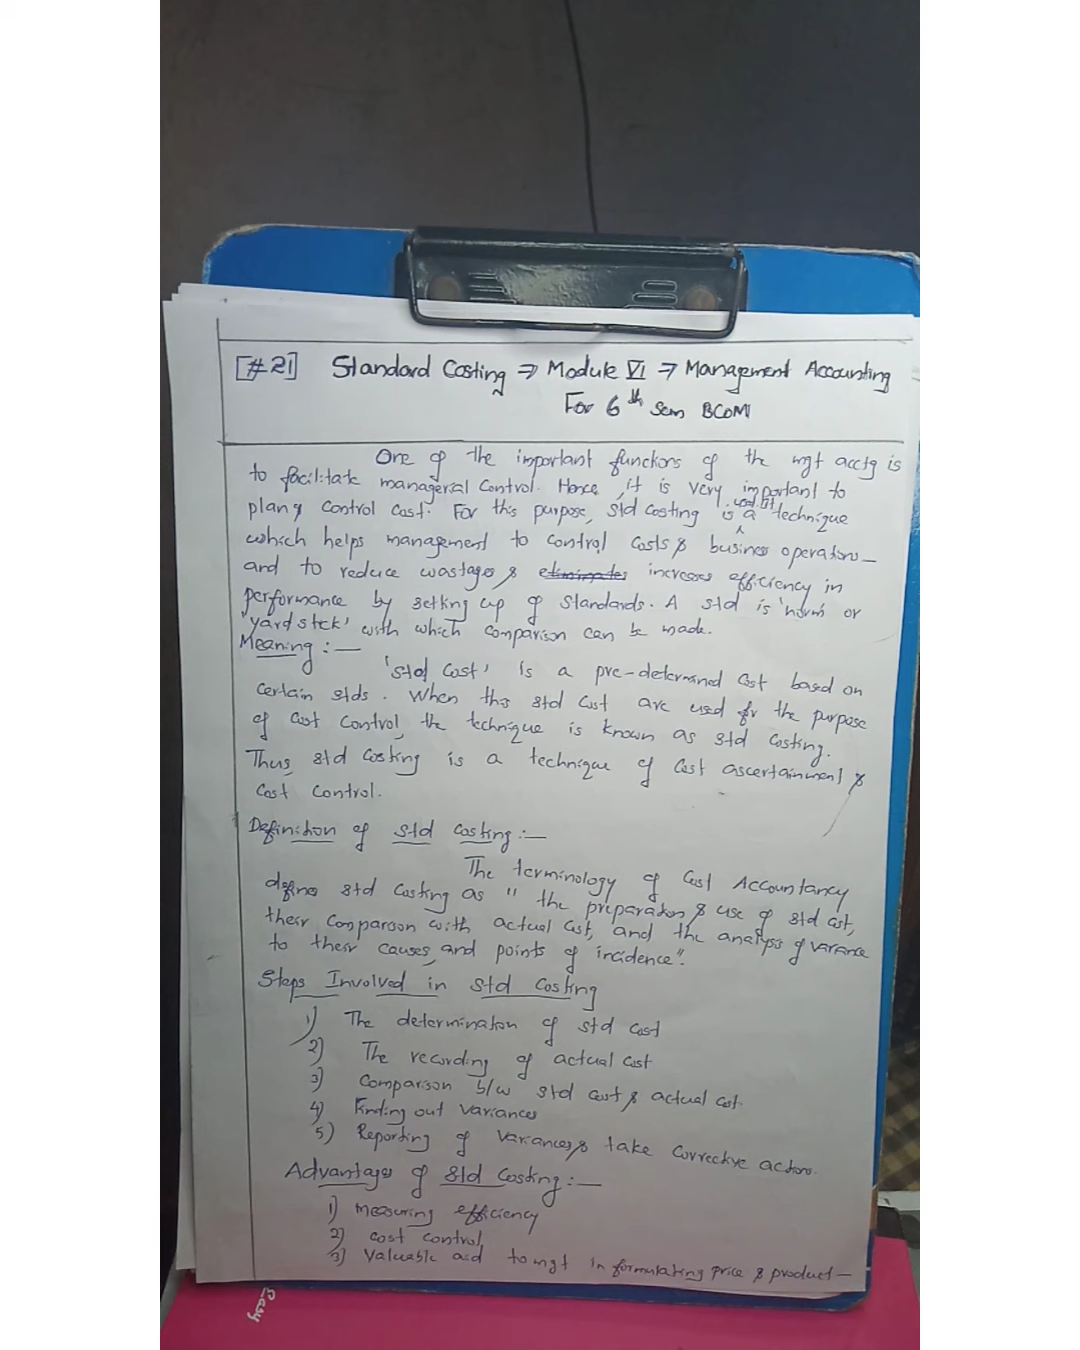 [#21] Standard Costing ⇒ Module VI ⇒ Management Accounting
For 6th Sem BCOM
One of the important functions of the mgt acctg is
to facilitate managerial Control. Hence, it is very important to
plan & Control Cost. For this purpose, std costing is a used technique
which helps management to control costs & business operations
and to reduce wastages & eliminates increases efficiency in
performance by setting up of standards. A std is 'norm' or
'yard stick' with which comparison can be made.
Meaning :—
'Std Cost' is a pre-determined Cost based on
Certain stds. When the std Cost are used for the purpose
of Cost Control, the technique is known as std Costing.
Thus, std Costing is a technique of Cost ascertainment &
Cost Control.
Definition of std Costing :—
The terminology of Cost Accountancy
defines std Costing as " the preparation & use of std cost,
their Comparison with actual Cost, and the analysis of variance
to their causes, and points of incidence".
Steps Involved in std Costing
1) The determination of std Cost
2) The recording of actual Cost
3) Comparison b/w std cost & actual cost.
4) Finding out Variances
5) Reporting of Variances & take Corrective actions.
Advantages of std Costing :—
1) measuring efficiency
2) cost control
3) Valuable aid to mgt in formulating price & product —
Easy